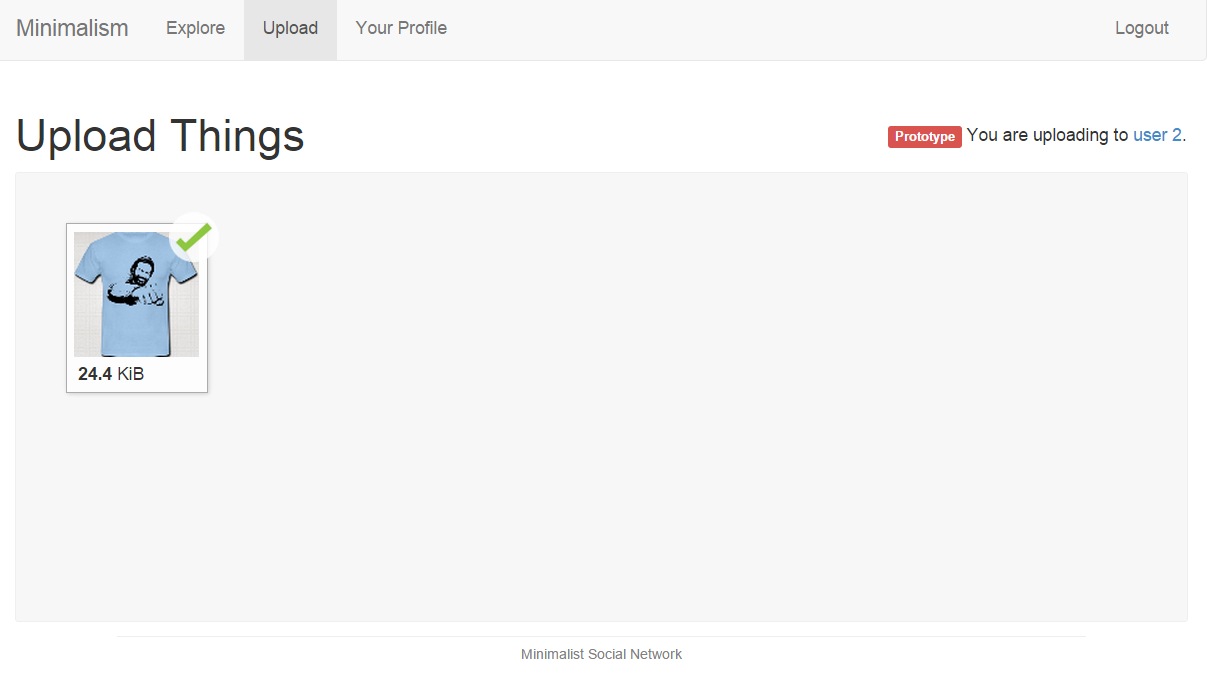 Minimalism Explore Upload Your Profile Logout
Upload Things
Prototype You are uploading to user 2.
24.4 KiB
Minimalist Social Network